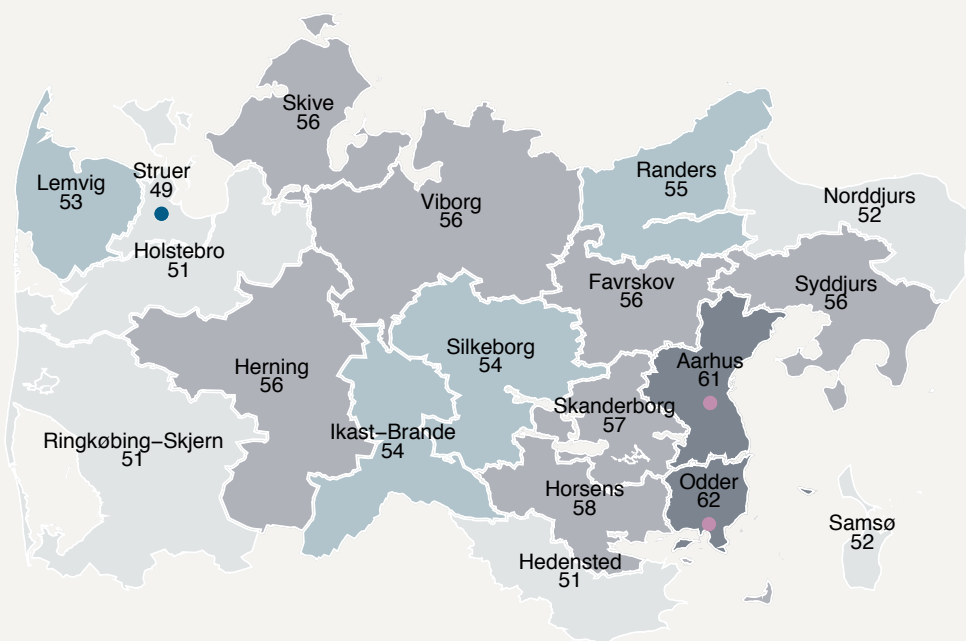 Skive
56
Struer
49
Lemvig
53
Randers
55
Norddjurs
52
Viborg
56
Holstebro
51
Favrskov
56
Syddjurs
56
Silkeborg
54
Aarhus
61
Herning
56
Skanderborg
57
Ringkøbing–Skjern
51
Ikast–Brande
54
Horsens
58
Odder
62
Samsø
52
Hedensted
51